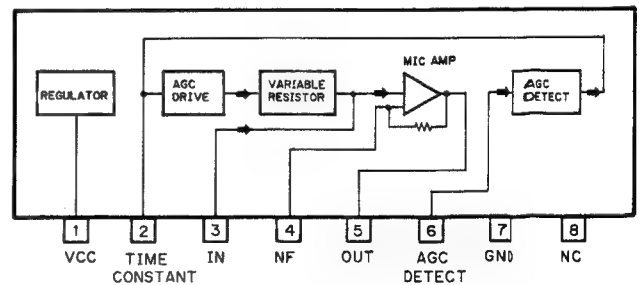 MIC AMP
REGULATOR
AGC
DRIVE
VARIABLE
RESISTOR
AGC
DETECT
1 2 3 4 5 6 7 8
VCC TIME CONSTANT IN NF OUT AGC DETECT GND NC